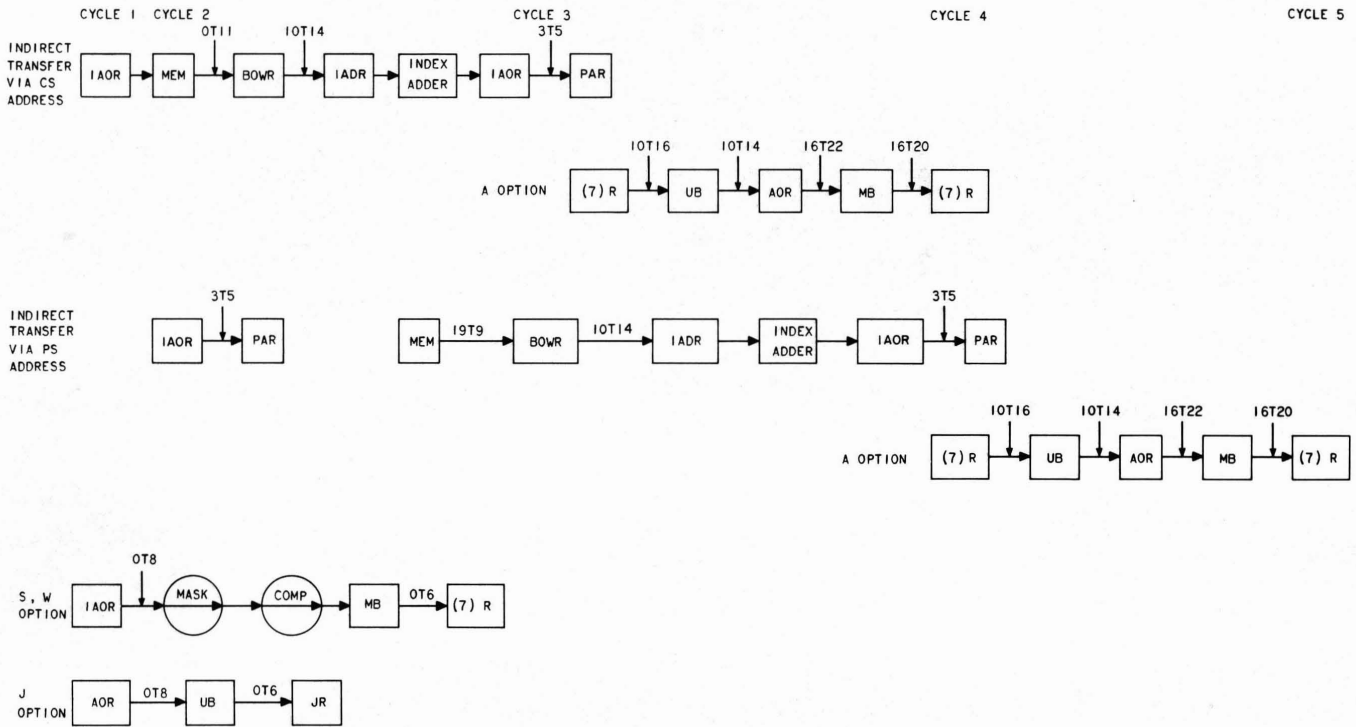 CYCLE 1 CYCLE 2 CYCLE 3 CYCLE 4 CYCLE 5
0T11 10T14 3T5
INDIRECT
TRANSFER
VIA CS
ADDRESS
IAOR MEM BOWR IADR INDEX ADDER IAOR PAR
10T16 10T14 16T22 16T20
A OPTION (7) R UB AOR MB (7) R
3T5 3T5
INDIRECT
TRANSFER
VIA PS
ADDRESS
IAOR PAR MEM 19T9 BOWR 10T14 IADR INDEX ADDER IAOR PAR
10T16 10T14 16T22 16T20
A OPTION (7) R UB AOR MB (7) R
0T8
S, W
OPTION
IAOR MASK COMP MB 0T6 (7) R
J
OPTION
AOR 0T8 UB 0T6 JR